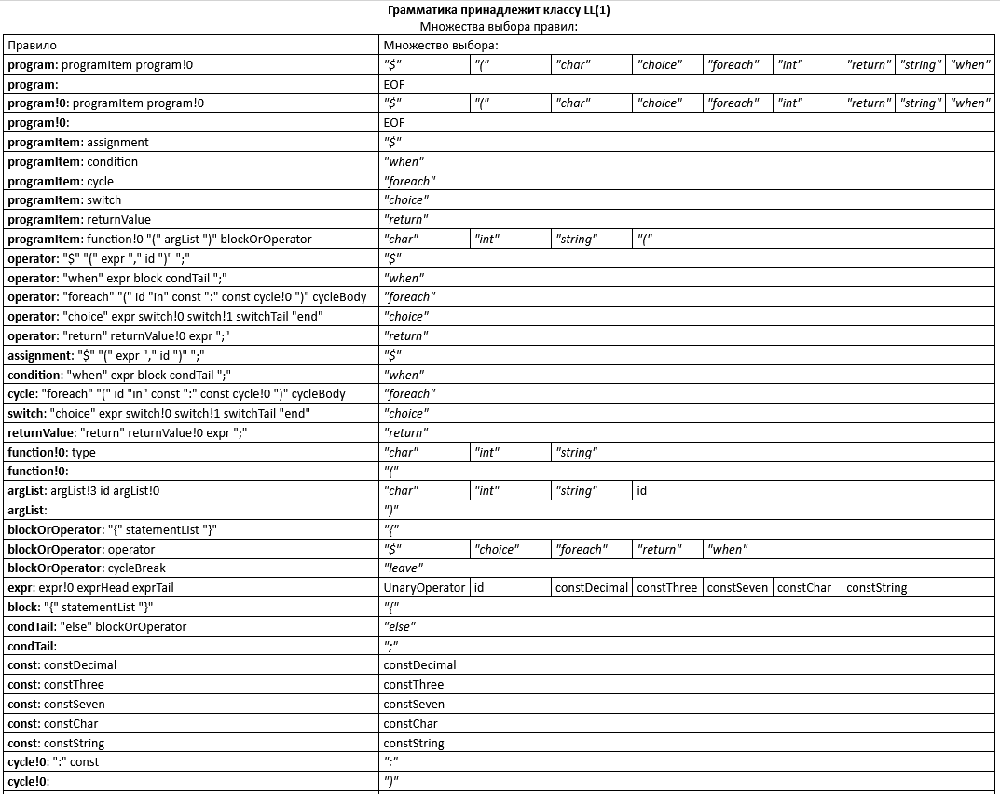 Грамматика принадлежит классу LL(1)
Множества выбора правил:
Правило Множество выбора:
program: programItem program!0 "$" "(" "char" "choice" "foreach" "int" "return" "string" "when"
program: EOF
program!0: programItem program!0 "$" "(" "char" "choice" "foreach" "int" "return" "string" "when"
program!0: EOF
programItem: assignment "$"
programItem: condition "when"
programItem: cycle "foreach"
programItem: switch "choice"
programItem: returnValue "return"
programItem: function!0 "(" argList ")" blockOrOperator "char" "int" "string" "("
operator: "$" "(" expr "," id ")" ";" "$"
operator: "when" expr block condTail ";" "when"
operator: "foreach" "(" id "in" const ":" const cycle!0 ")" cycleBody "foreach"
operator: "choice" expr switch!0 switch!1 switchTail "end" "choice"
operator: "return" returnValue!0 expr ";" "return"
assignment: "$" "(" expr "," id ")" ";" "$"
condition: "when" expr block condTail ";" "when"
cycle: "foreach" "(" id "in" const ":" const cycle!0 ")" cycleBody "foreach"
switch: "choice" expr switch!0 switch!1 switchTail "end" "choice"
returnValue: "return" returnValue!0 expr ";" "return"
function!0: type "char" "int" "string"
function!0: "("
argList: argList!3 id argList!0 "char" "int" "string" id
argList: ")"
blockOrOperator: "{" statementList "}" "{"
blockOrOperator: operator "$" "choice" "foreach" "return" "when"
blockOrOperator: cycleBreak "leave"
expr: expr!0 exprHead exprTail UnaryOperator id constDecimal constThree constSeven constChar constString
block: "{" statementList "}" "{"
condTail: "else" blockOrOperator "else"
condTail: ";"
const: constDecimal constDecimal
const: constThree constThree
const: constSeven constSeven
const: constChar constChar
const: constString constString
cycle!0: ":" const ":"
cycle!0: ")"